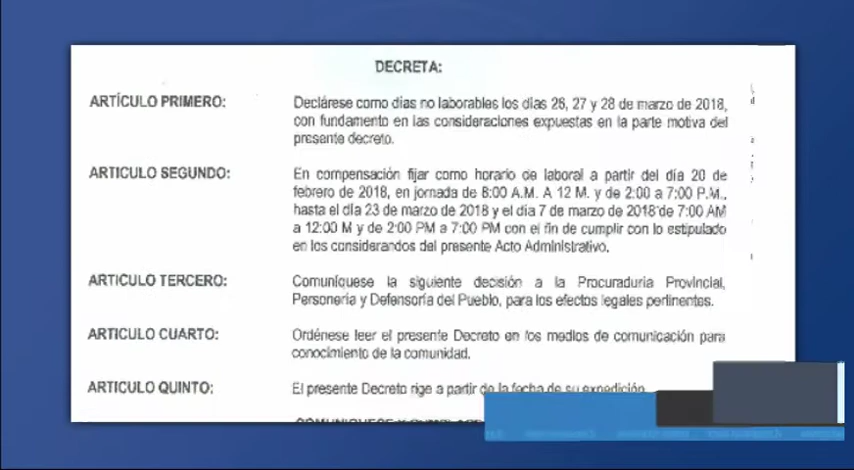 DECRETA:
ARTÍCULO PRIMERO: Declárese como días no laborables los días 26, 27 y 28 de marzo de 2018,
con fundamento en las consideraciones expuestas en la parte motiva del
presente decreto.
ARTICULO SEGUNDO: En compensación fijar como horario de laboral a partir del día 20 de
febrero de 2018, en jornada de 8:00 A.M. A 12 M. y de 2:00 a 7:00 P.M.,
hasta el día 23 de marzo de 2018 y el día 7 de marzo de 2018 de 7:00 AM
a 12:00 M y de 2:00 PM a 7:00 PM con el fin de cumplir con lo estipulado
en los considerandos del presente Acto Administrativo.
ARTICULO TERCERO: Comuníquese la siguiente decisión a la Procuraduría Provincial,
Personería y Defensoría del Pueblo, para los efectos legales pertinentes.
ARTICULO CUARTO: Ordénese leer el presente Decreto en los medios de comunicación para
conocimiento de la comunidad.
ARTICULO QUINTO: El presente Decreto rige a partir de la fecha de su expedición